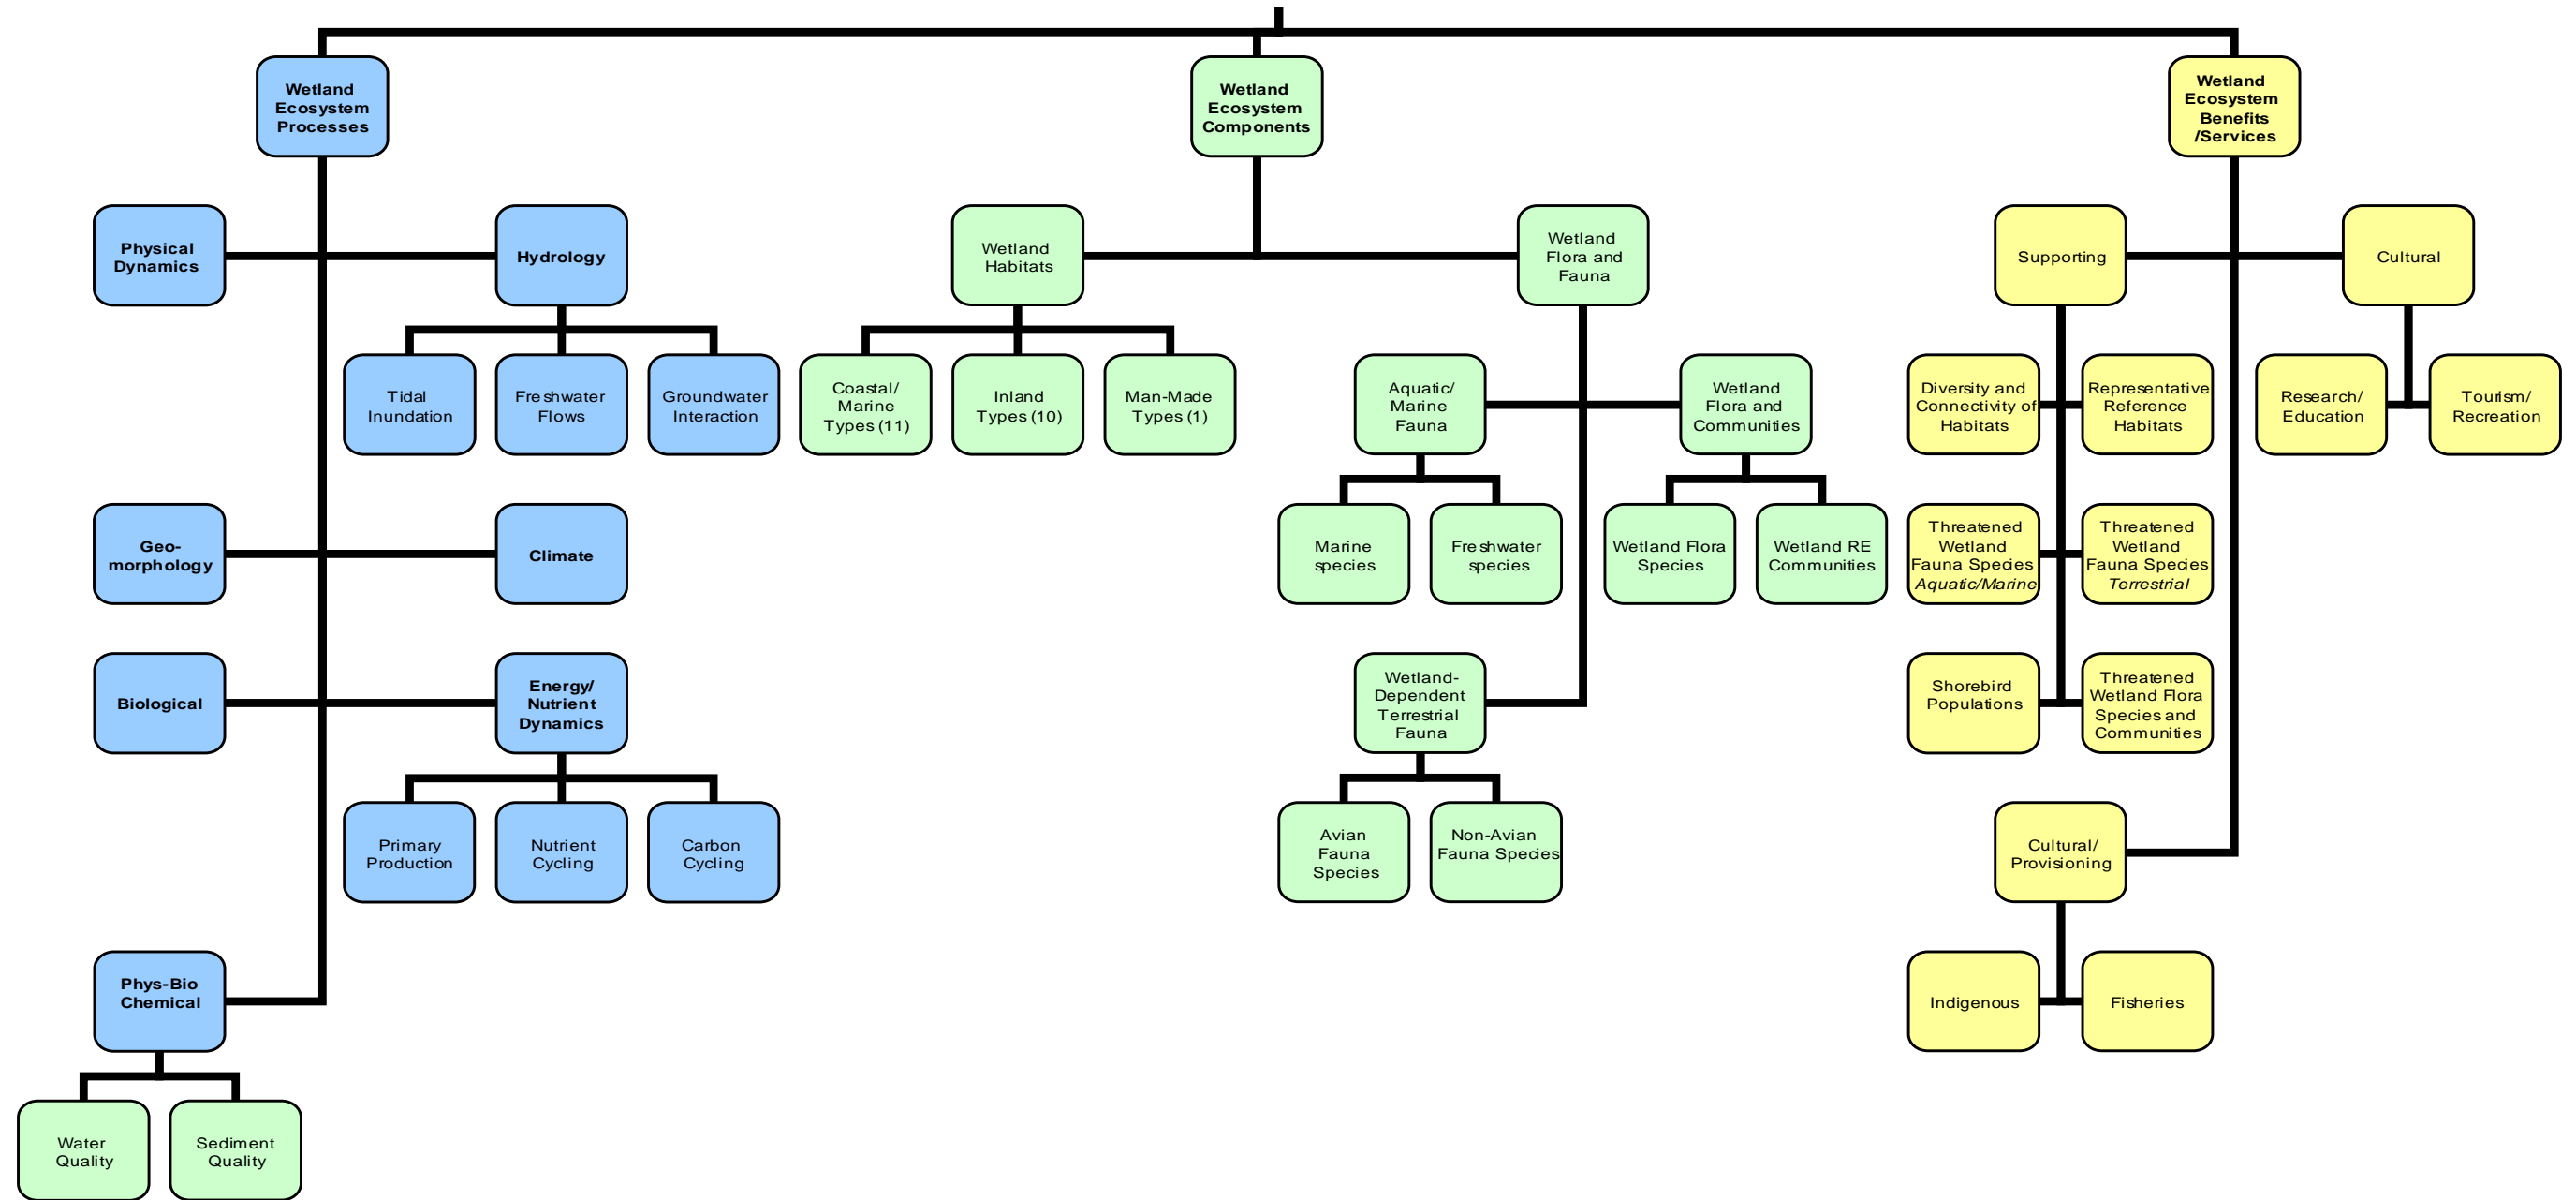 Wetland
Ecosystem
Processes
Wetland
Ecosystem
Components
Wetland
Ecosystem
Benefits
/Services
Physical
Dynamics
Hydrology
Wetland
Habitats
Wetland
Flora and
Fauna
Supporting
Cultural
Tidal
Inundation
Freshwater
Flows
Groundwater
Interaction
Coastal/
Marine
Types (11)
Inland
Types (10)
Man-Made
Types (1)
Aquatic/
Marine
Fauna
Wetland
Flora and
Communities
Diversity and
Connectivity of
Habitats
Representative
Reference
Habitats
Research/
Education
Tourism/
Recreation
Geo-
morphology
Climate
Marine
species
Freshwater
species
Wetland Flora
Species
Wetland RE
Communities
Threatened
Wetland
Fauna Species
Aquatic/Marine
Threatened
Wetland
Fauna Species
Terrestrial
Biological
Energy/
Nutrient
Dynamics
Wetland-
Dependent
Terrestrial
Fauna
Shorebird
Populations
Threatened
Wetland Flora
Species and
Communities
Primary
Production
Nutrient
Cycling
Carbon
Cycling
Avian
Fauna
Species
Non-Avian
Fauna Species
Cultural/
Provisioning
Phys-Bio
Chemical
Indigenous
Fisheries
Water
Quality
Sediment
Quality